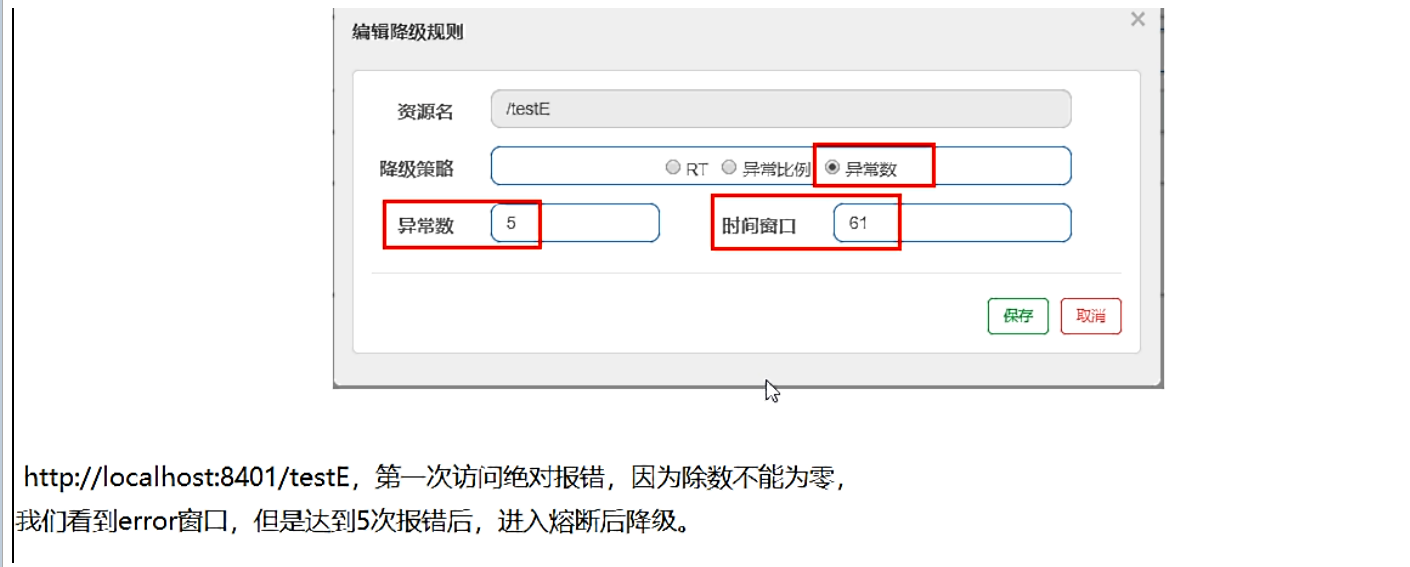 编辑降级规则 ×
资源名 /testE
降级策略 RT 异常比例 异常数
异常数 5 时间窗口 61
保存 取消
http://localhost:8401/testE，第一次访问绝对报错，因为除数不能为零，
我们看到error窗口，但是达到5次报错后，进入熔断后降级。